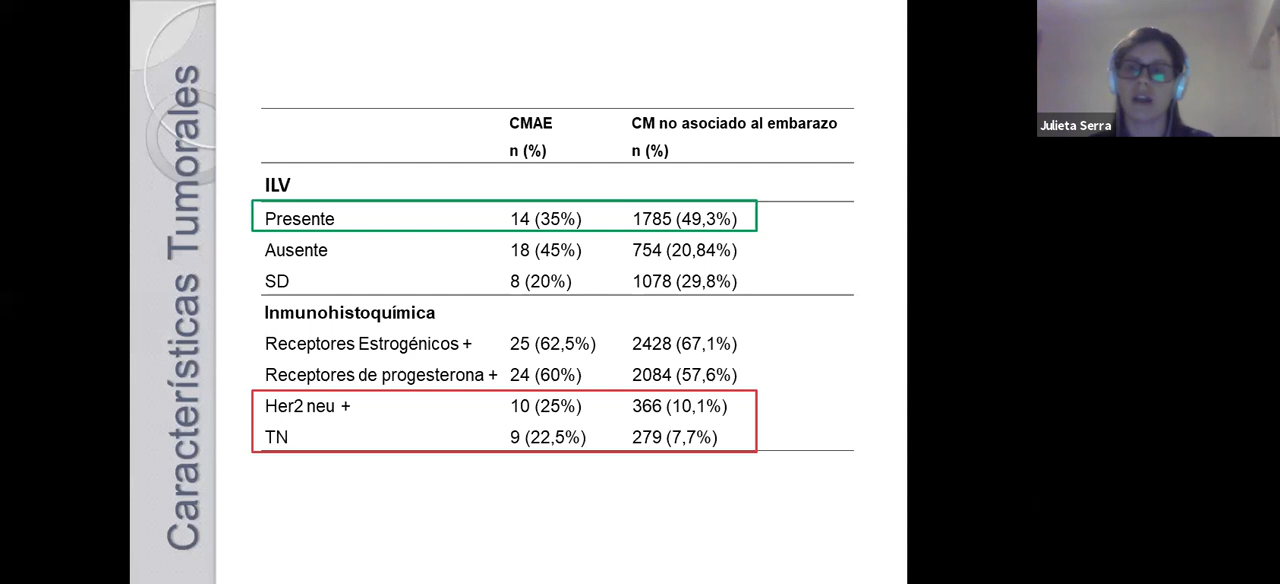 Características Tumorales
CMAE CM no asociado al embarazo
n (%) n (%)
ILV
Presente 14 (35%) 1785 (49,3%)
Ausente 18 (45%) 754 (20,84%)
SD 8 (20%) 1078 (29,8%)
Inmunohistoquímica
Receptores Estrogénicos + 25 (62,5%) 2428 (67,1%)
Receptores de progesterona + 24 (60%) 2084 (57,6%)
Her2 neu + 10 (25%) 366 (10,1%)
TN 9 (22,5%) 279 (7,7%)
Julieta Serra